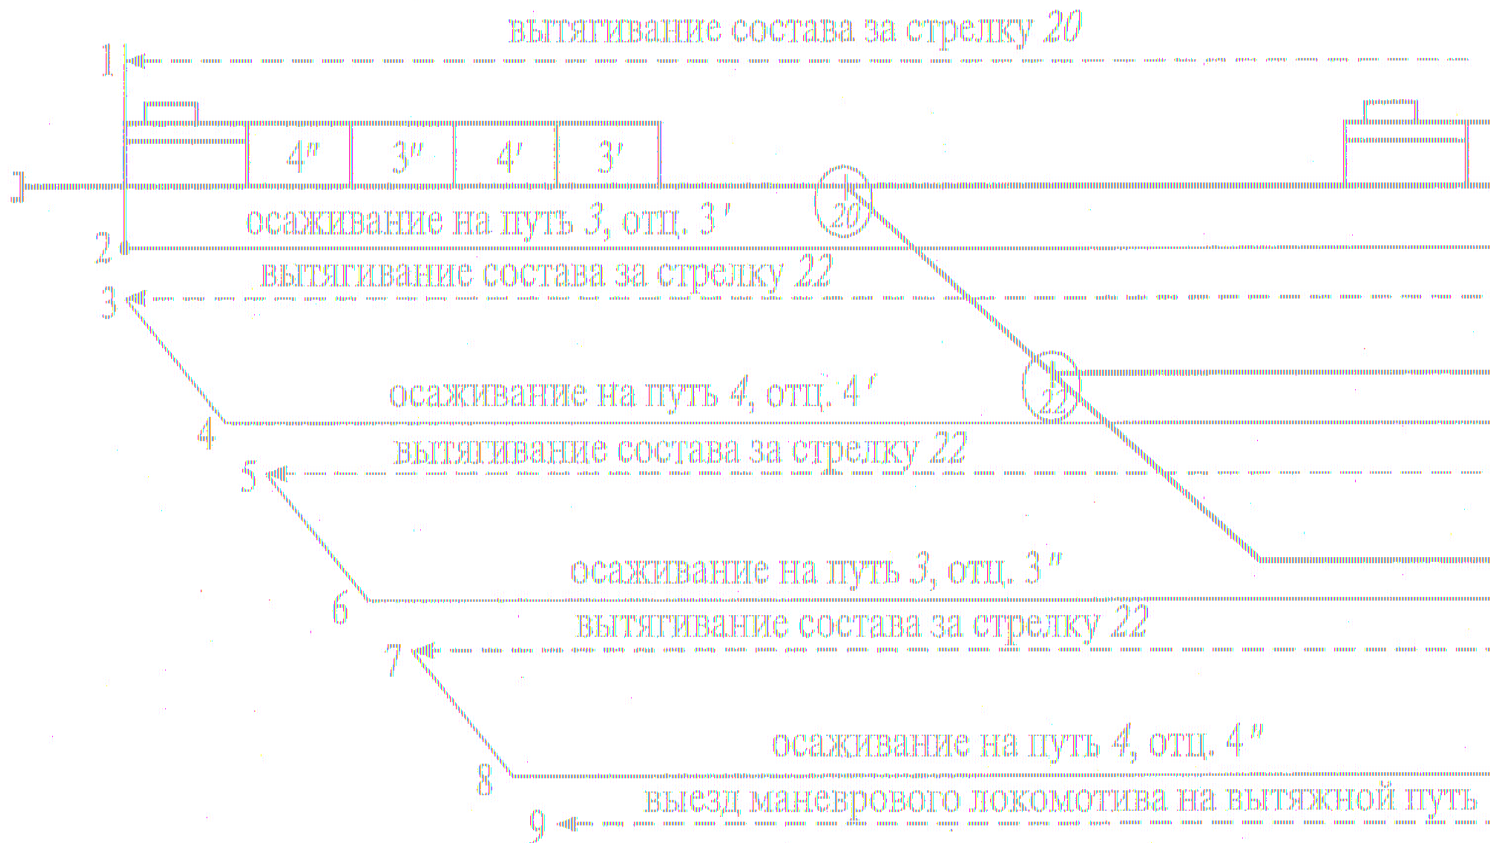 вытягивание состава за стрелку 20
1
4" 3" 4' 3'
3
20
осаживание на путь 3, отц. 3'
2
вытягивание состава за стрелку 22
3
22
осаживание на путь 4, отц. 4'
4
вытягивание состава за стрелку 22
5
осаживание на путь 3, отц. 3"
6
вытягивание состава за стрелку 22
7
осаживание на путь 4, отц. 4"
8
выезд маневрового локомотива на вытяжной путь
9